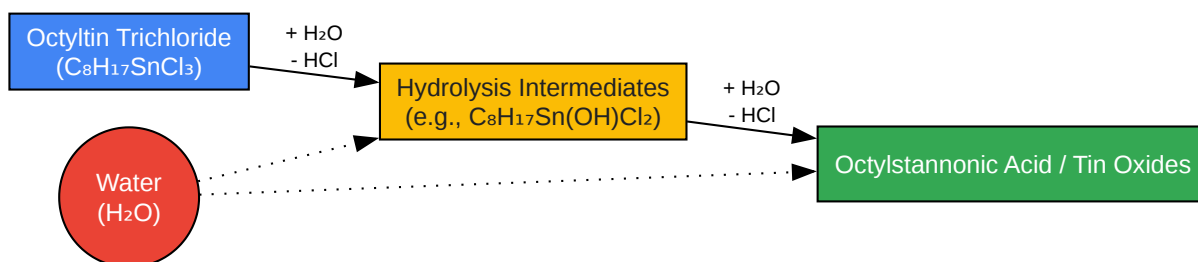 Octyltin Trichloride
(C₈H₁₇SnCl₃)
+ H₂O
- HCl
Hydrolysis Intermediates
(e.g., C₈H₁₇Sn(OH)Cl₂)
+ H₂O
- HCl
Octylstannonic Acid / Tin Oxides
Water
(H₂O)